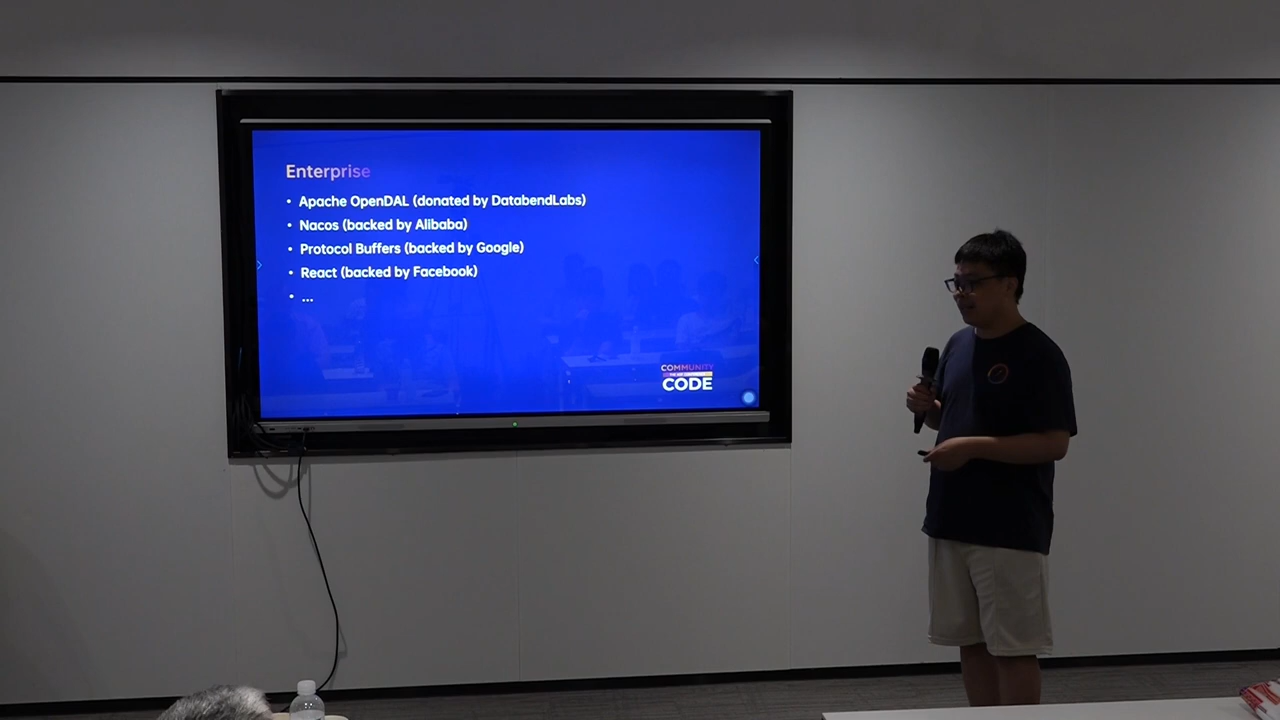 Enterprise
• Apache OpenDAL (donated by DatabendLabs)
• Nacos (backed by Alibaba)
• Protocol Buffers (backed by Google)
• React (backed by Facebook)
• ...
COMMUNITY
CODE